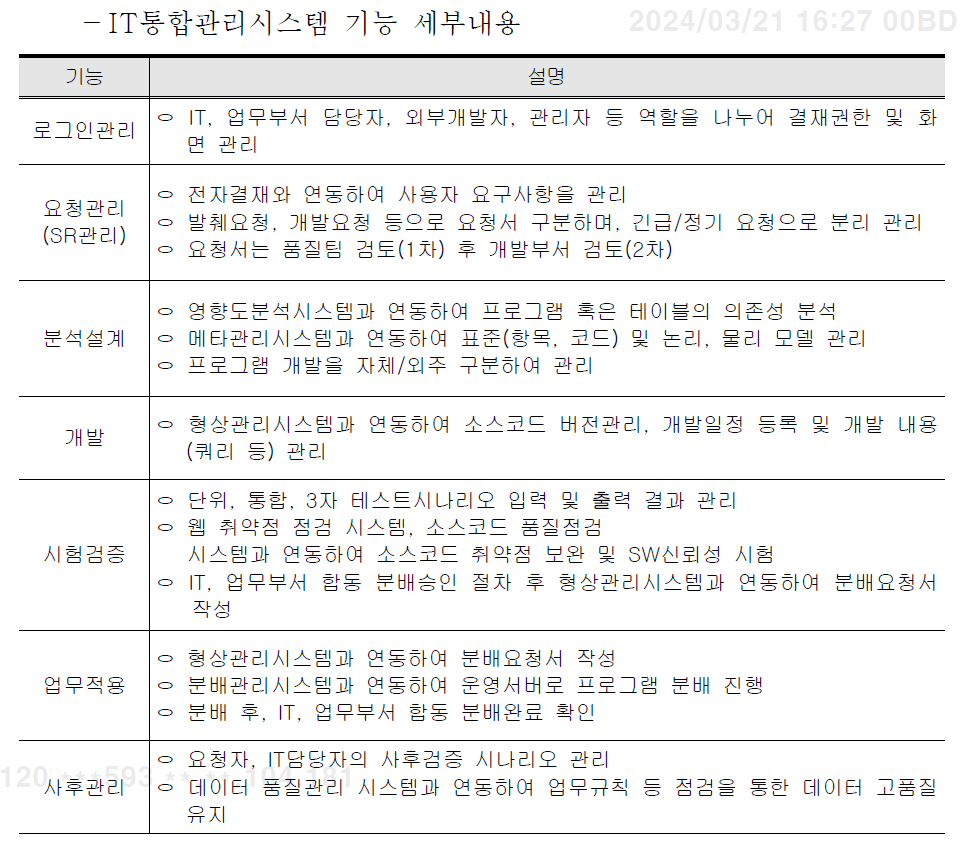 2024/03/21 16:27 00BD
- IT통합관리시스템 기능 세부내용
기능 설명
로그인관리
○ IT, 업무부서 담당자, 외부개발자, 관리자 등 역할을 나누어 결재권한 및 화
면 관리
요청관리
(SR관리)
○ 전자결재와 연동하여 사용자 요구사항을 관리
○ 발췌요청, 개발요청 등으로 요청서 구분하며, 긴급/정기 요청으로 분리 관리
○ 요청서는 품질팀 검토(1차) 후 개발부서 검토(2차)
분석설계
○ 영향도분석시스템과 연동하여 프로그램 혹은 테이블의 의존성 분석
○ 메타관리시스템과 연동하여 표준(항목, 코드) 및 논리, 물리 모델 관리
○ 프로그램 개발을 자체/외주 구분하여 관리
개발
○ 형상관리시스템과 연동하여 소스코드 버전관리, 개발일정 등록 및 개발 내용
(쿼리 등) 관리
시험검증
○ 단위, 통합, 3자 테스트시나리오 입력 및 출력 결과 관리
○ 웹 취약점 점검 시스템, 소스코드 품질점검
시스템과 연동하여 소스코드 취약점 보완 및 SW신뢰성 시험
○ IT, 업무부서 합동 분배승인 절차 후 형상관리시스템과 연동하여 분배요청서
작성
업무적용
○ 형상관리시스템과 연동하여 분배요청서 작성
○ 분배관리시스템과 연동하여 운영서버로 프로그램 분배 진행
○ 분배 후, IT, 업무부서 합동 분배완료 확인
사후관리
○ 요청자, IT담당자의 사후검증 시나리오 관리
○ 데이터 품질관리 시스템과 연동하여 업무규칙 등 점검을 통한 데이터 고품질
유지
120.***593.**.**.104.181